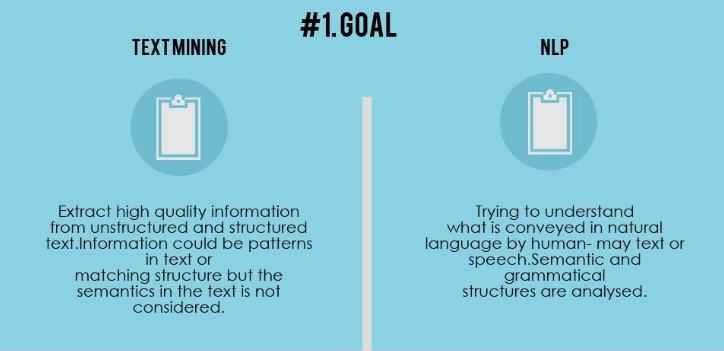 #1. GOAL
TEXT MINING
Extract high quality information
from unstructured and structured
text.Information could be patterns
in text or
matching structure but the
semantics in the text is not
considered.
NLP
Trying to understand
what is conveyed in natural
language by human- may text or
speech.Semantic and
grammatical
structures are analysed.